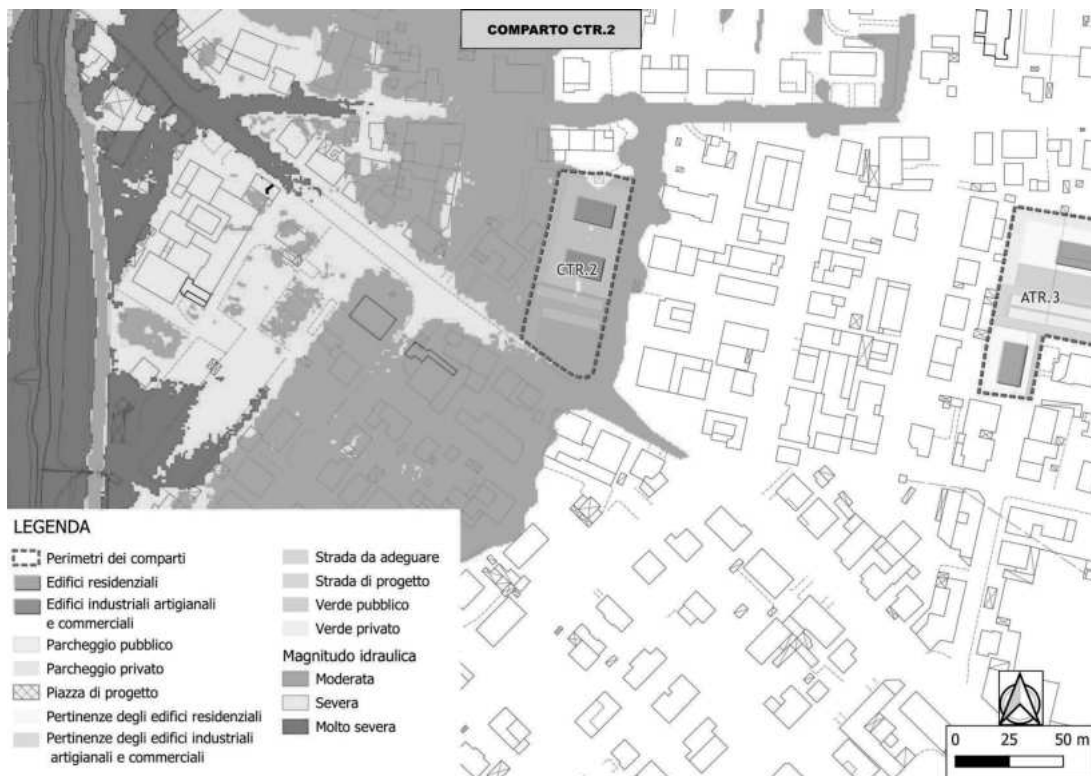 COMPARTO CTR.2
CTR.2
ATR.3
LEGENDA
Perimetri dei comparti
Edifici residenziali
Edifici industriali artigianali
e commerciali
Parcheggio pubblico
Parcheggio privato
Piazza di progetto
Pertinenze degli edifici residenziali
Pertinenze degli edifici industriali
artigianali e commerciali
Strada da adeguare
Strada di progetto
Verde pubblico
Verde privato
Magnitudo idraulica
Moderata
Severa
Molto severa
0 25 50 m